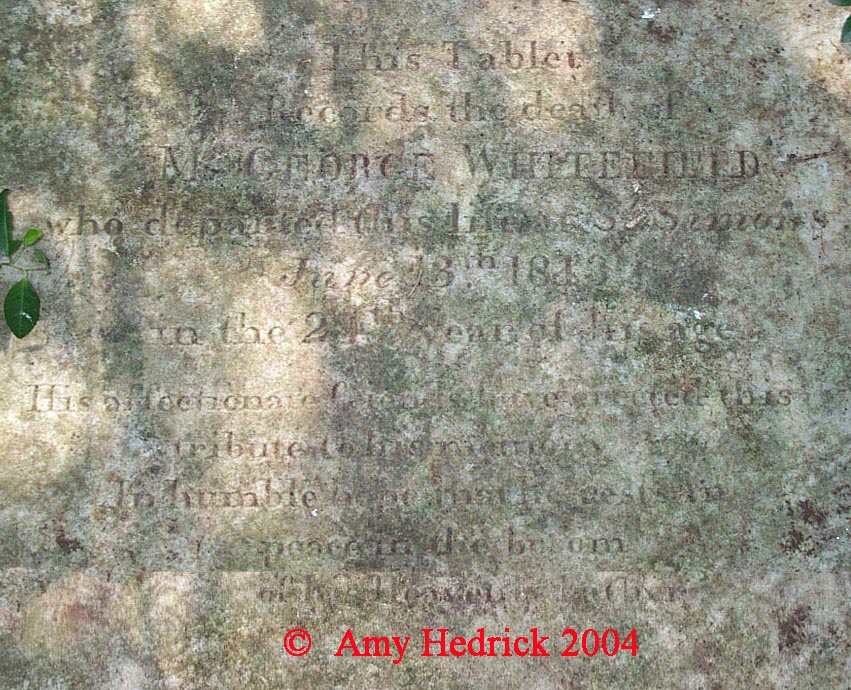 This Tablet
Records the death of
Mr. GEORGE WHITEFIELD
who departed this life at St. Simons
June 13th 1813
in the 24th year of his age
His affectionate friends have erected this
tribute to his memory
In humble hope that he rests in
peace in the bosom
of his Heavenly Father
© Amy Hedrick 2004